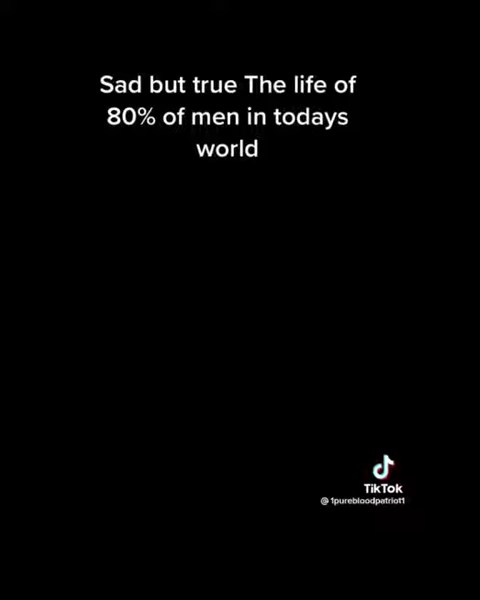 Sad but true The life of
80% of men in todays
world
TikTok
@1purebloodpatriot1